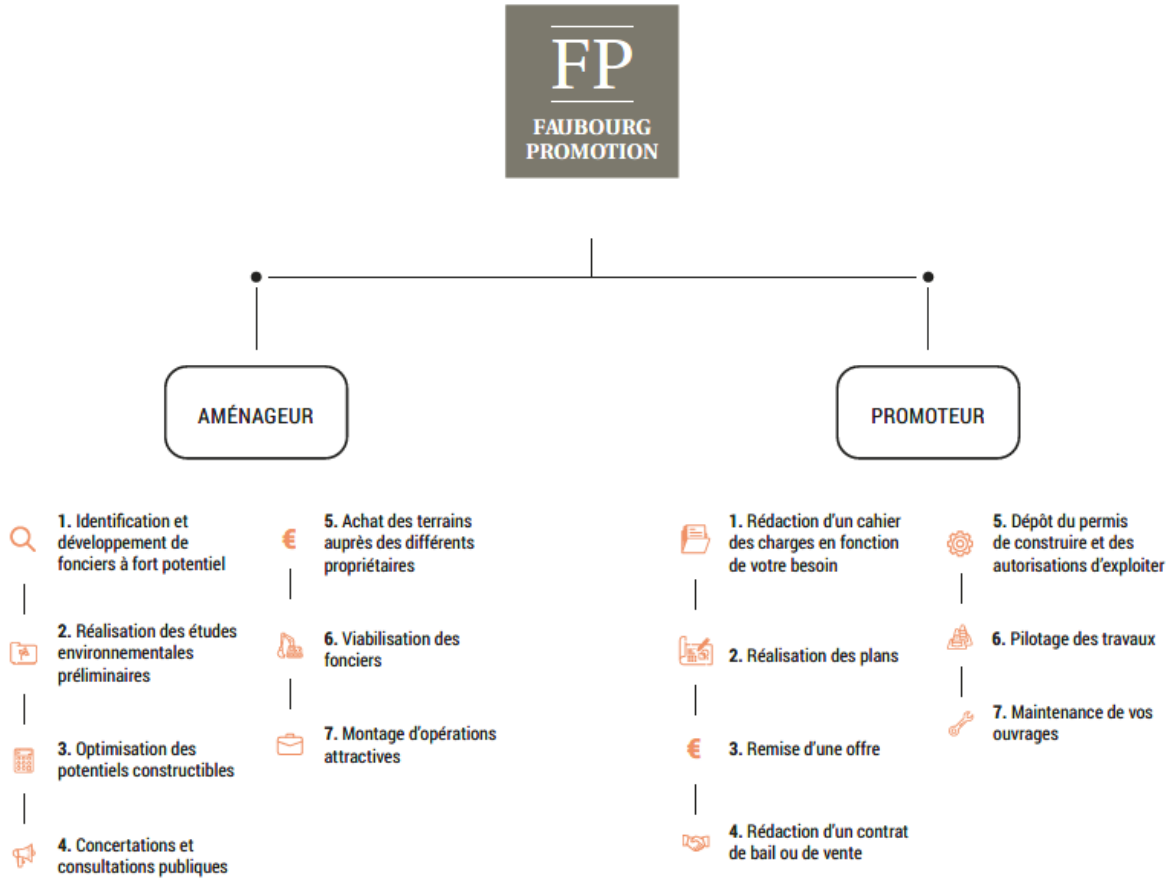 FP
FAUBOURG
PROMOTION
AMÉNAGEUR
1. Identification et
développement de
fonciers à fort potentiel
2. Réalisation des études
environnementales
préliminaires
3. Optimisation des
potentiels constructibles
4. Concertations et
consultations publiques
€
5. Achat des terrains
auprès des différents
propriétaires
6. Viabilisation des
fonciers
7. Montage d'opérations
attractives
PROMOTEUR
1. Rédaction d'un cahier
des charges en fonction
de votre besoin
2. Réalisation des plans
€
3. Remise d'une offre
4. Rédaction d'un contrat
de bail ou de vente
5. Dépôt du permis
de construire et des
autorisations d'exploiter
6. Pilotage des travaux
7. Maintenance de vos
ouvrages